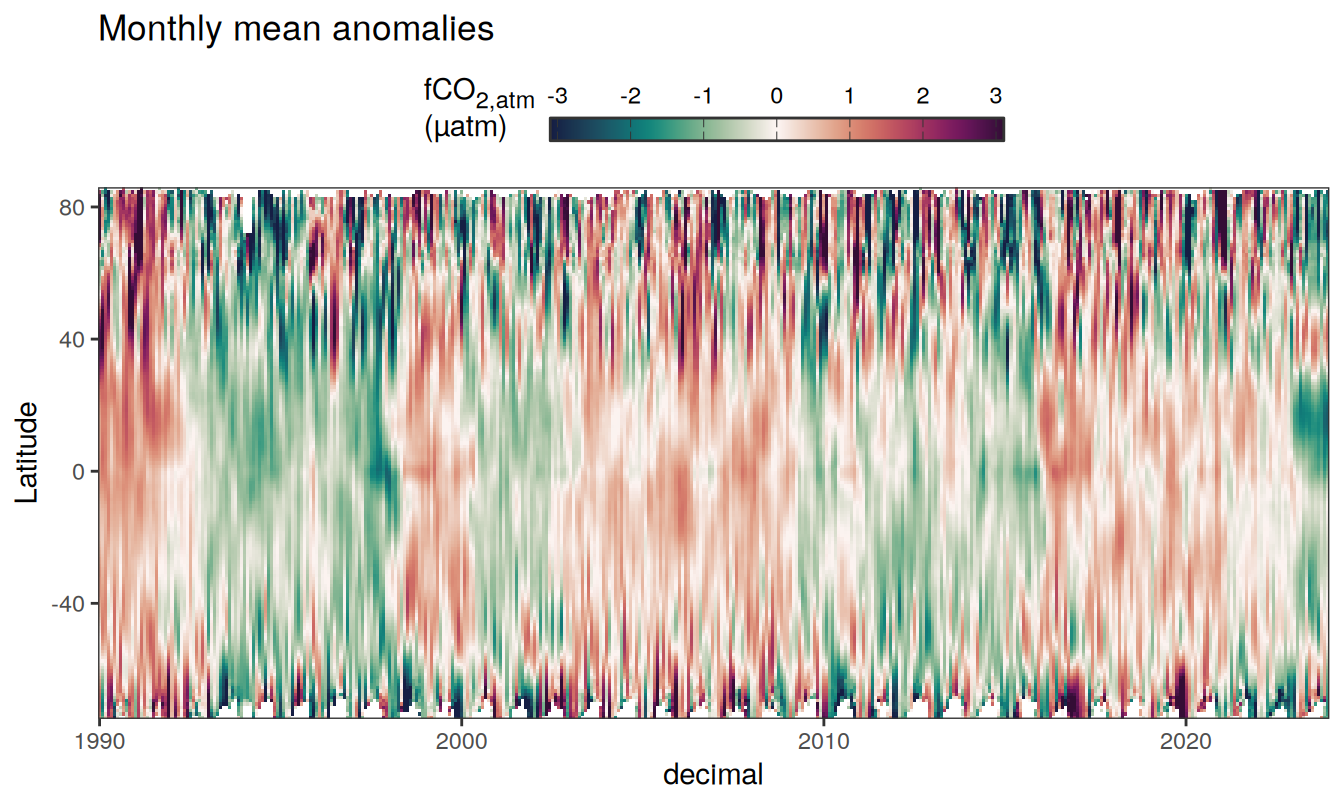 Monthly mean anomalies
fCO2,atm
(µatm)
-3 -2 -1 0 1 2 3
80
40
0
-40
Latitude
1990 2000 2010 2020
decimal